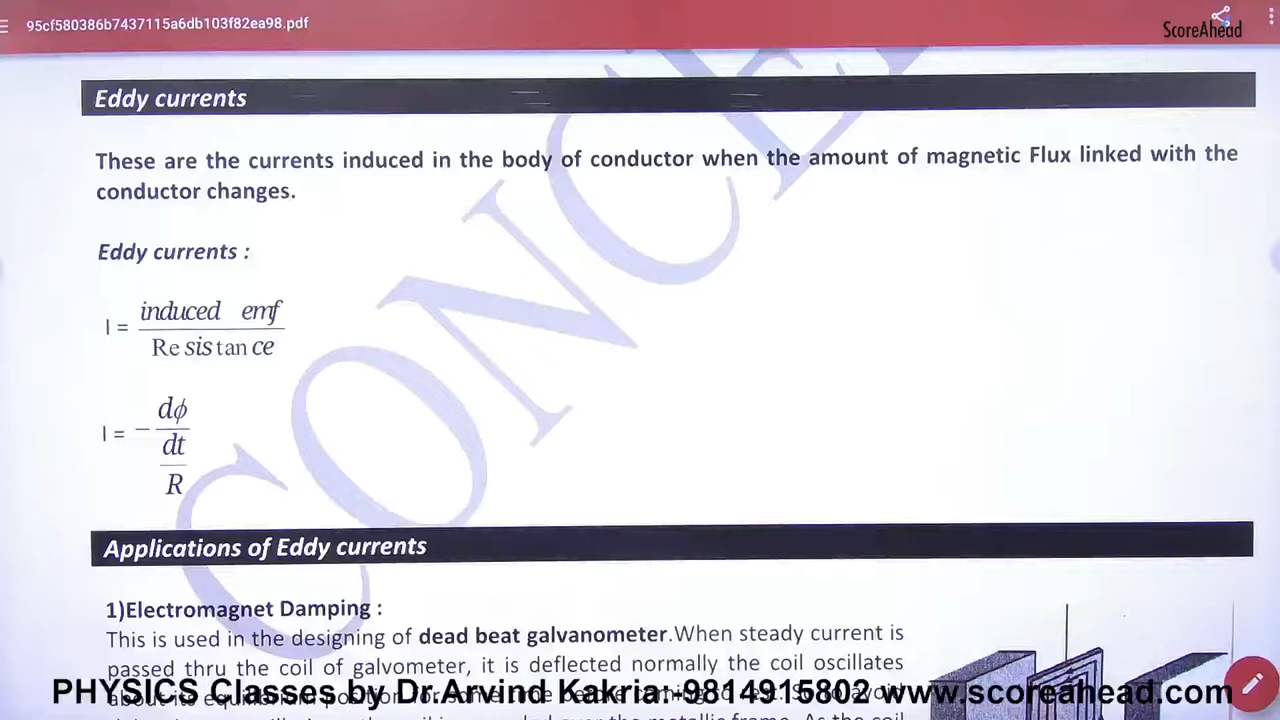 95cf580386b7437115a6db103f82ea98.pdf
ScoreAhead
Eddy currents
These are the currents induced in the body of conductor when the amount of magnetic Flux linked with the
conductor changes.
Eddy currents :
I = induced emf / Resistance
I = - dϕ / dt / R
Applications of Eddy currents
1)Electromagnet Damping :
This is used in the designing of dead beat galvanometer.When steady current is
passed thru the coil of galvometer, it is deflected normally the coil oscillates
PHYSICS Classes by Dr.Arvind Kakria:-9814915802 www.scoreahead.com
CONCE